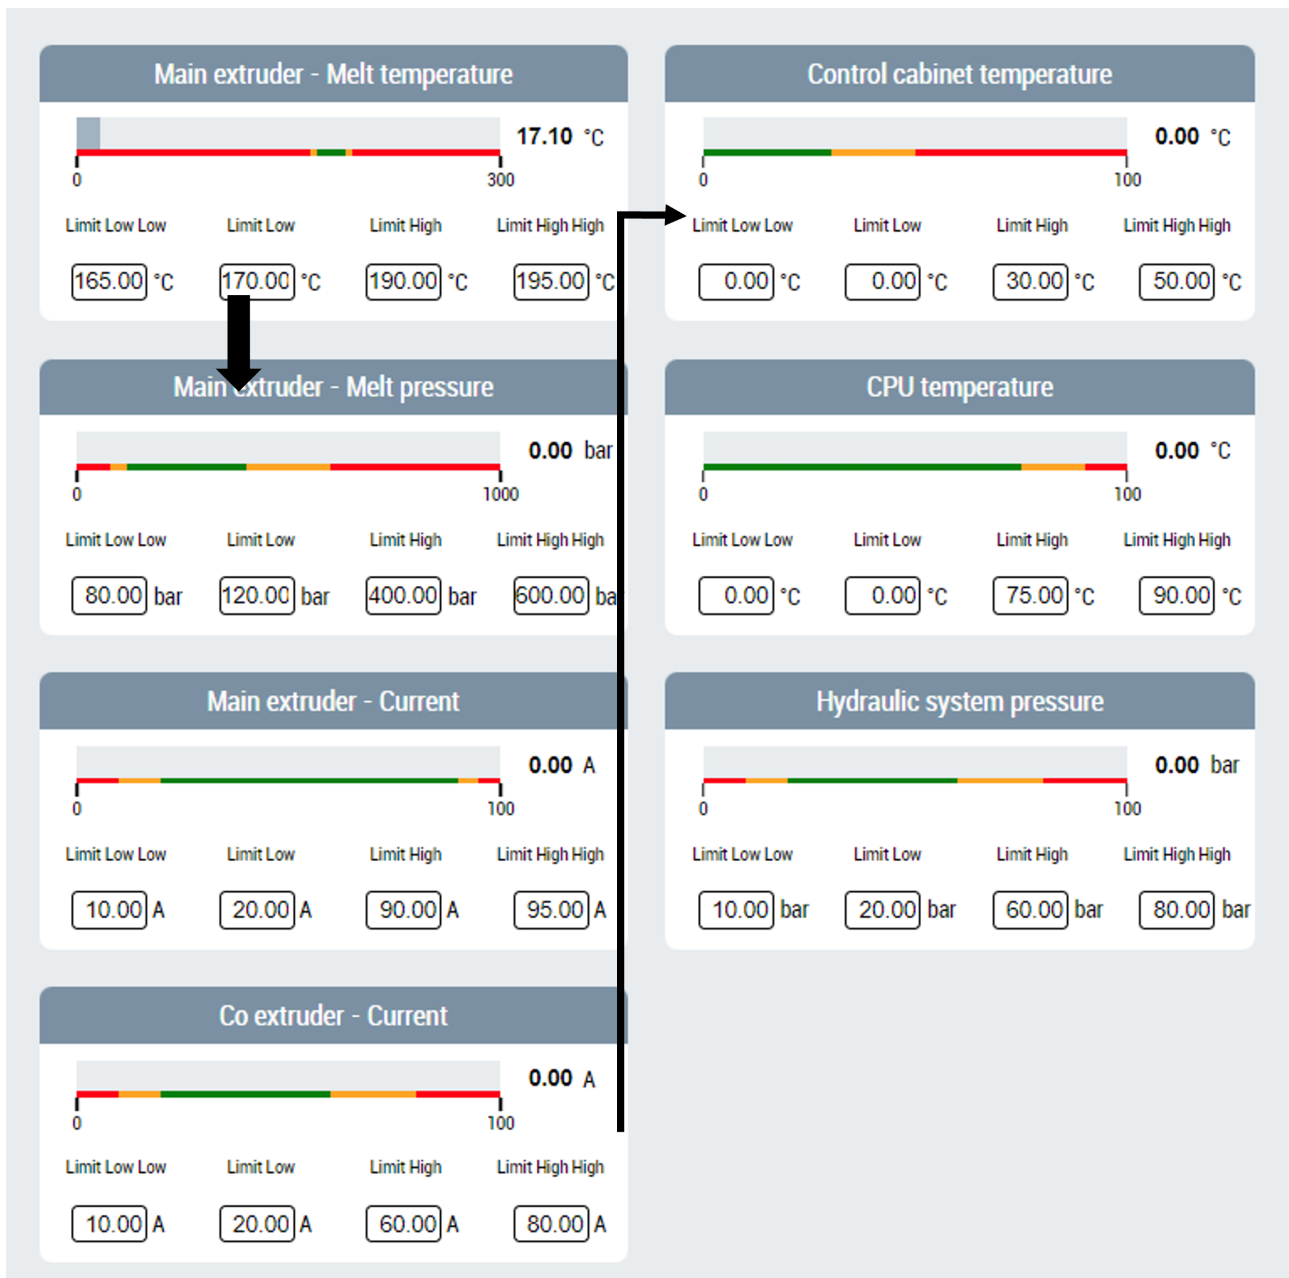 Main extruder - Melt temperature
17.10 °C
0 300
Limit Low Low Limit Low Limit High Limit High High
165.00 °C 170.00 °C 190.00 °C 195.00 °C
Main extruder - Melt pressure
0.00 bar
0 1000
Limit Low Low Limit Low Limit High Limit High High
80.00 bar 120.00 bar 400.00 bar 600.00 ba
Main extruder - Current
0.00 A
0 100
Limit Low Low Limit Low Limit High Limit High High
10.00 A 20.00 A 90.00 A 95.00 A
Co extruder - Current
0.00 A
0 100
Limit Low Low Limit Low Limit High Limit High High
10.00 A 20.00 A 60.00 A 80.00 A
Control cabinet temperature
0.00 °C
0 100
Limit Low Low Limit Low Limit High Limit High High
0.00 °C 0.00 °C 30.00 °C 50.00 °C
CPU temperature
0.00 °C
0 100
Limit Low Low Limit Low Limit High Limit High High
0.00 °C 0.00 °C 75.00 °C 90.00 °C
Hydraulic system pressure
0.00 bar
0 100
Limit Low Low Limit Low Limit High Limit High High
10.00 bar 20.00 bar 60.00 bar 80.00 bar